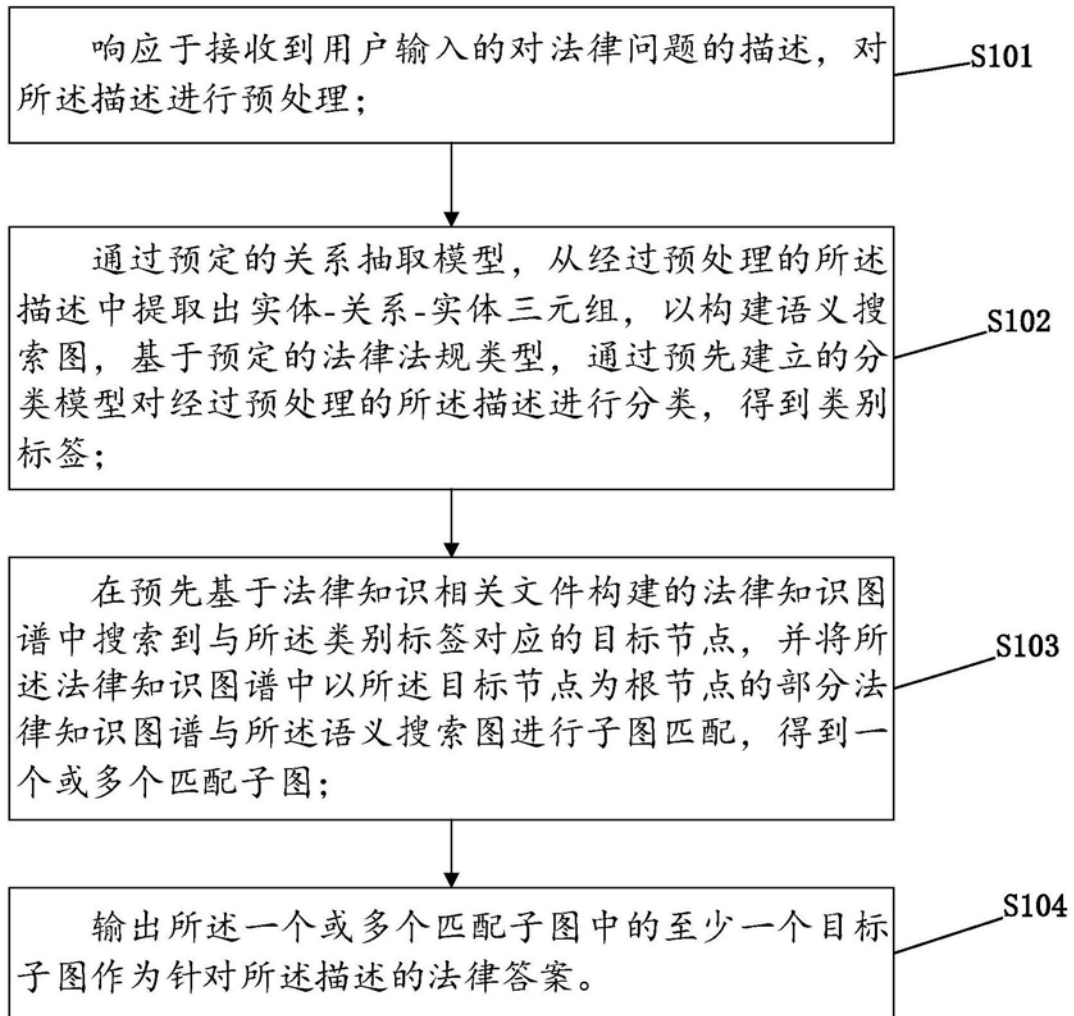 响应于接收到用户输入的对法律问题的描述，对
所述描述进行预处理；
S101
通过预定的关系抽取模型，从经过预处理的所述
描述中提取出实体-关系-实体三元组，以构建语义搜
索图，基于预定的法律法规类型，通过预先建立的分
类模型对经过预处理的所述描述进行分类，得到类别
标签；
S102
在预先基于法律知识相关文件构建的法律知识图
谱中搜索到与所述类别标签对应的目标节点，并将所
述法律知识图谱中以所述目标节点为根节点的部分法
律知识图谱与所述语义搜索图进行子图匹配，得到一
个或多个匹配子图；
S103
输出所述一个或多个匹配子图中的至少一个目标
子图作为针对所述描述的法律答案。
S104